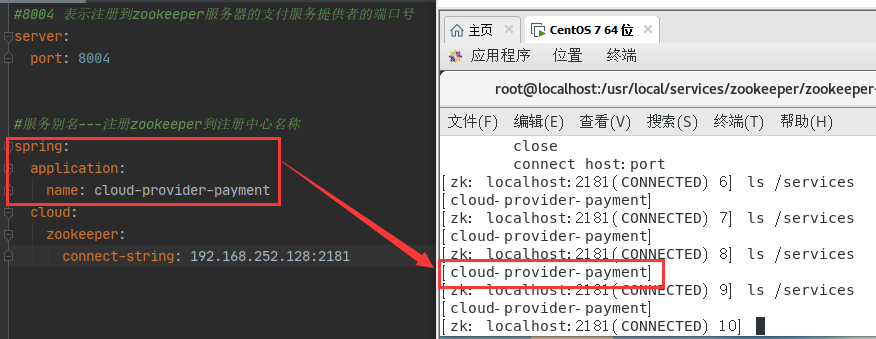 #8004 表示注册到zookeeper服务器的支付服务提供者的端口号
server:
port: 8004
#服务别名---注册zookeeper到注册中心名称
spring:
application:
name: cloud-provider-payment
cloud:
zookeeper:
connect-string: 192.168.252.128:2181
主页 × CentOS 7 64 位 ×
应用程序 位置 终端
root@localhost:/usr/local/services/zookeeper/zookeeper-
文件(F) 编辑(E) 查看(V) 搜索(S) 终端(T) 帮助(H)
close
connect host:port
[zk: localhost:2181(CONNECTED) 6] ls /services
[cloud-provider-payment]
[zk: localhost:2181(CONNECTED) 7] ls /services
[cloud-provider-payment]
[zk: localhost:2181(CONNECTED) 8] ls /services
[cloud-provider-payment]
[zk: localhost:2181(CONNECTED) 9] ls /services
[cloud-provider-payment]
[zk: localhost:2181(CONNECTED) 10]